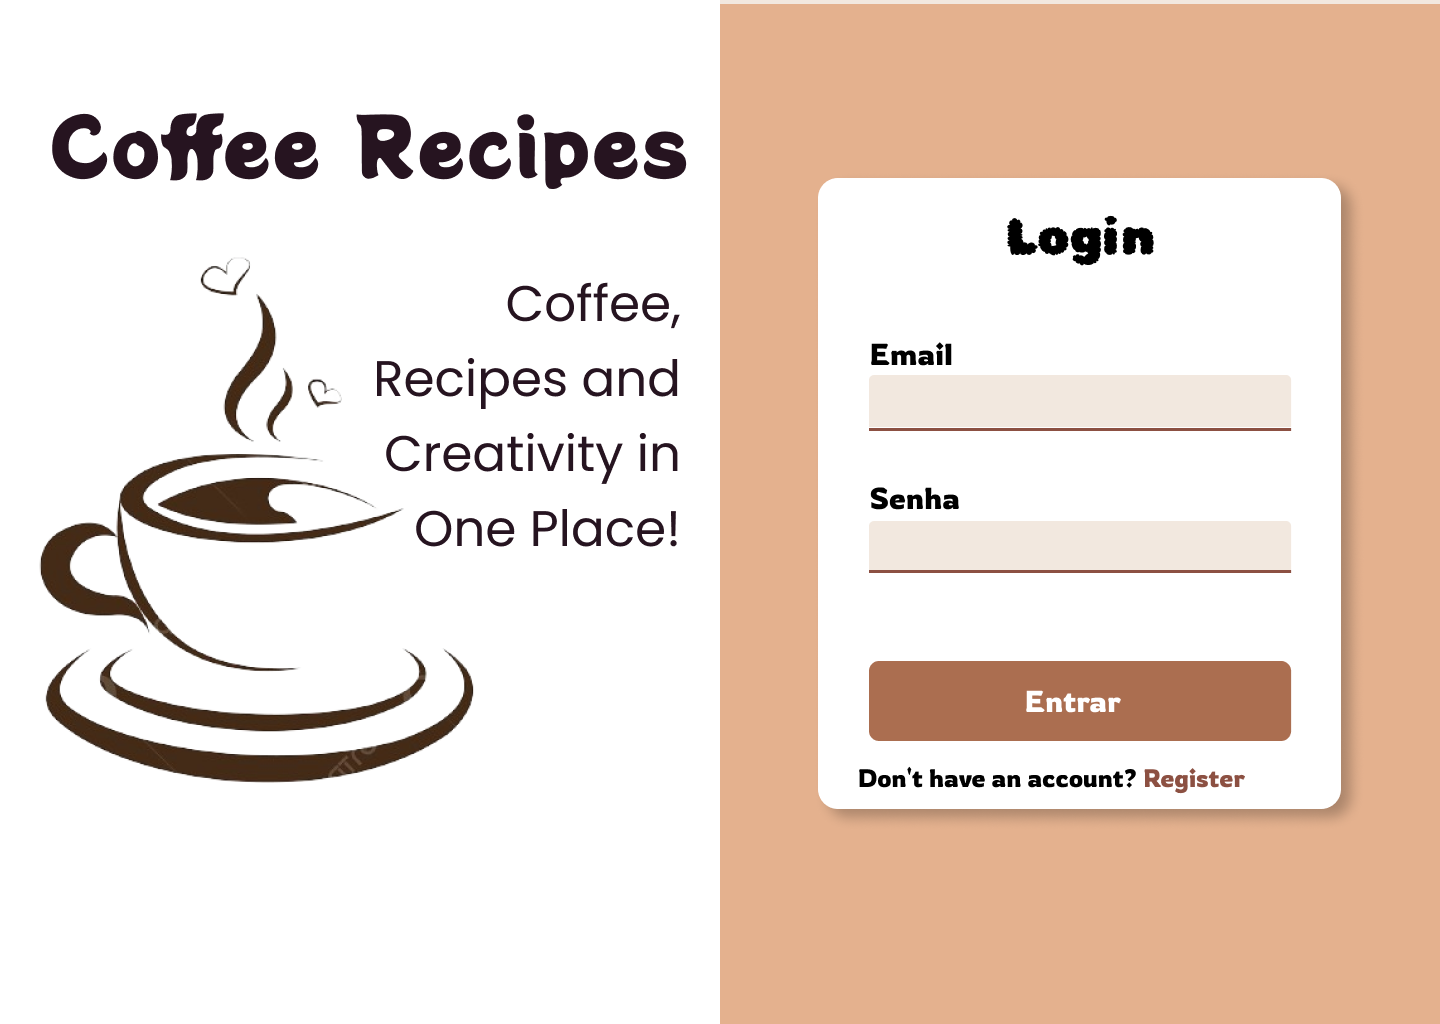 Coffee Recipes
Coffee,
Recipes and
Creativity in
One Place!
Login
Email
Senha
Entrar
Don't have an account? Register